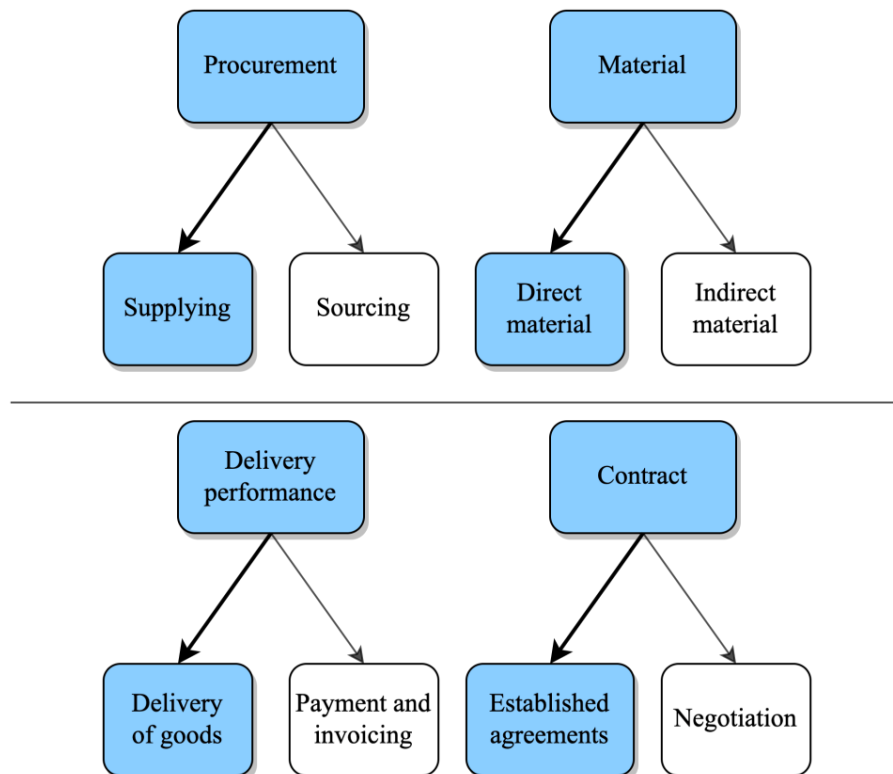 Procurement
Material
Supplying
Sourcing
Direct
material
Indirect
material
Delivery
performance
Contract
Delivery
of goods
Payment and
invoicing
Established
agreements
Negotiation